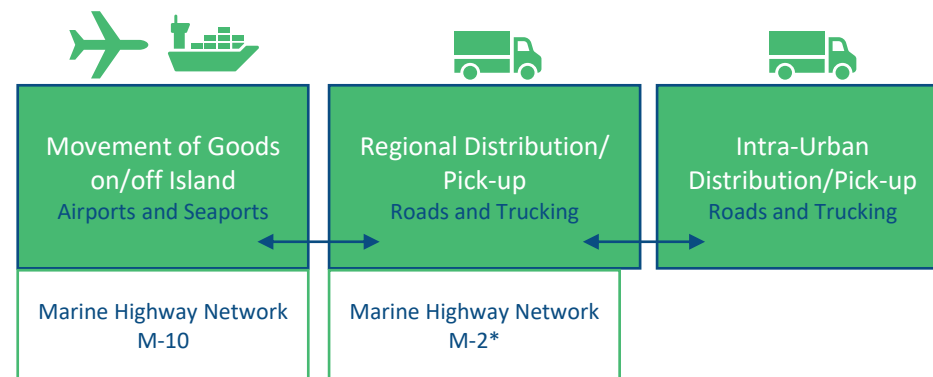 Movement of Goods
on/off Island
Airports and Seaports
Regional Distribution/
Pick-up
Roads and Trucking
Intra-Urban
Distribution/Pick-up
Roads and Trucking
Marine Highway Network
M-10
Marine Highway Network
M-2*